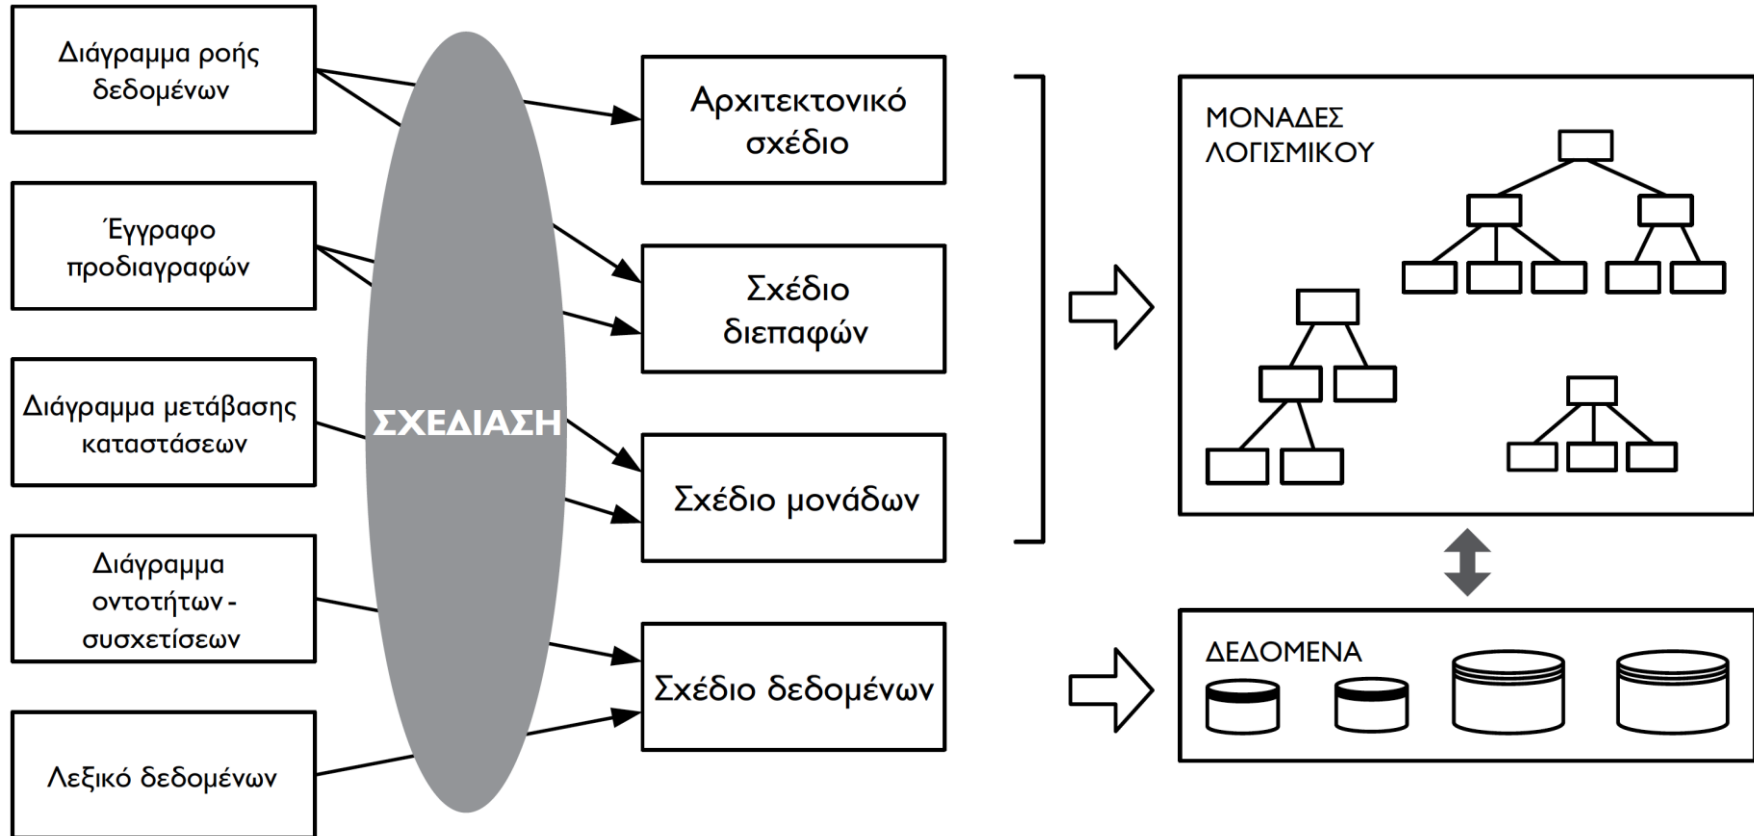 Διάγραμμα ροής
δεδομένων
Έγγραφο
προδιαγραφών
Διάγραμμα μετάβασης
καταστάσεων
Διάγραμμα
οντοτήτων -
συσχετίσεων
Λεξικό δεδομένων
ΣΧΕΔΙΑΣΗ
Αρχιτεκτονικό
σχέδιο
Σχέδιο
διεπαφών
Σχέδιο μονάδων
Σχέδιο δεδομένων
ΜΟΝΑΔΕΣ
ΛΟΓΙΣΜΙΚΟΥ
ΔΕΔΟΜΕΝΑ